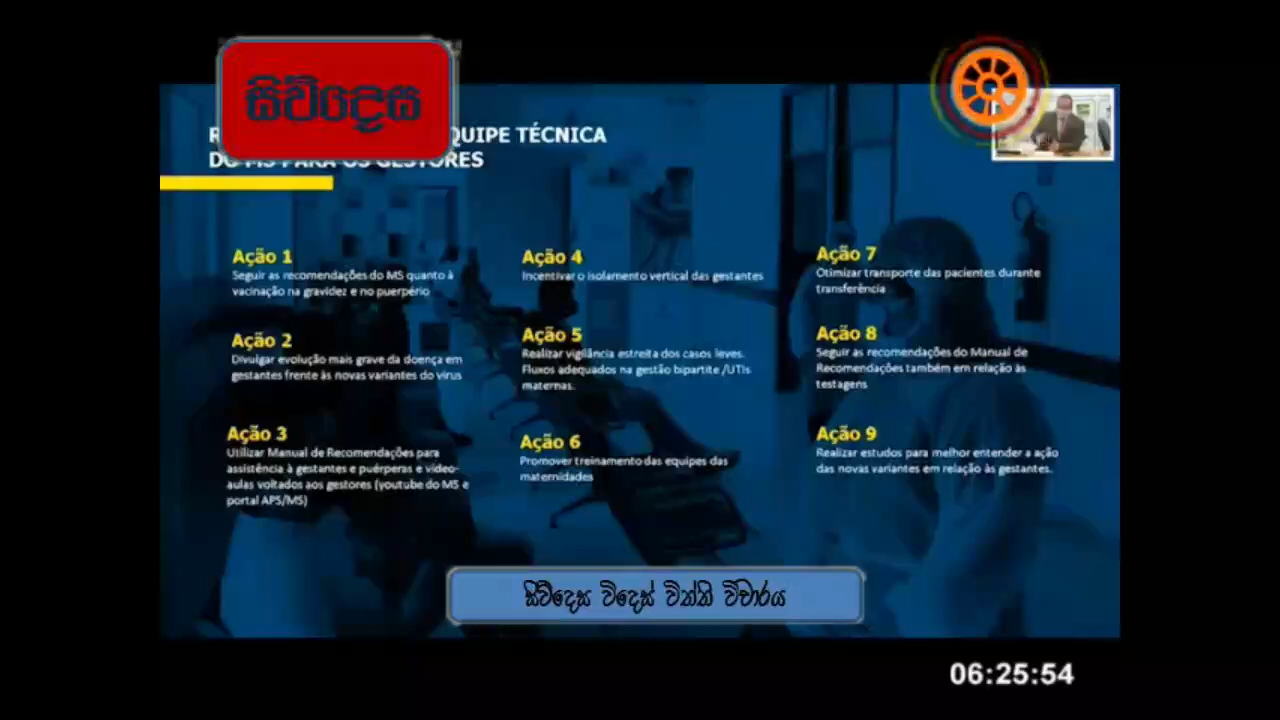 සිව්දෙස
QUIPE TÉCNICA
PARA OS GESTORES
Ação 1
Seguir as recomendações do MS quanto à
vacinação na gravidez e no puerpério
Ação 2
Divulgar evolução mais grave da doença em
gestantes frente às novas variantes do vírus
Ação 3
Utilizar Manual de Recomendações para
assistência à gestantes e puérperas e vídeo-
aulas voltados aos gestores (youtube do MS e
portal APS/MS)
Ação 4
Incentivar o isolamento vertical das gestantes
Ação 5
Realizar vigilância estreita dos casos leves.
Fluxos adequados na gestão bipartite /UTIs
maternas.
Ação 6
Promover treinamento das equipes das
maternidades
Ação 7
Otimizar transporte das pacientes durante
transferência
Ação 8
Seguir as recomendações do Manual de
Recomendações também em relação às
testagens
Ação 9
Realizar estudos para melhor entender a ação
das novas variantes em relação às gestantes.
සිව්දෙස විදෙස් විත්ති විචාරය
06:25:54